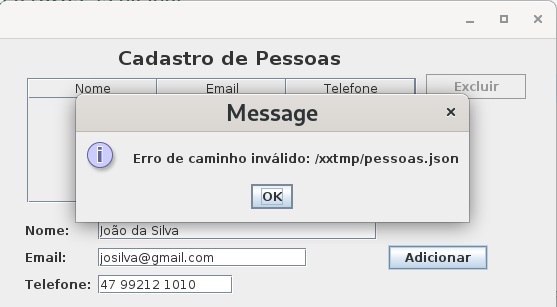 Cadastro de Pessoas
Nome Email Telefone Excluir
Message
Erro de caminho inválido: /xxtmp/pessoas.json
OK
Nome: João da Silva
Email: josilva@gmail.com Adicionar
Telefone: 47 99212 1010